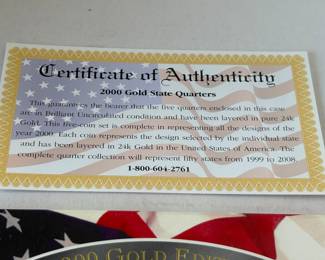 Certificate of Authenticity
2000 Gold State Quarters
This guarantees the bearer that the five quarters enclosed in this case
are in Brilliant Uncirculated condition and have been layered in pure 24k
Gold. This five-coin set is complete in representing all the designs of the
year 2000. Each coin represents the design selected by the individual state
and has been layered in 24k Gold in the United States of America. The
complete quarter collection will represent fifty states from 1999 to 2008.
1-800-604-2761
GOLD